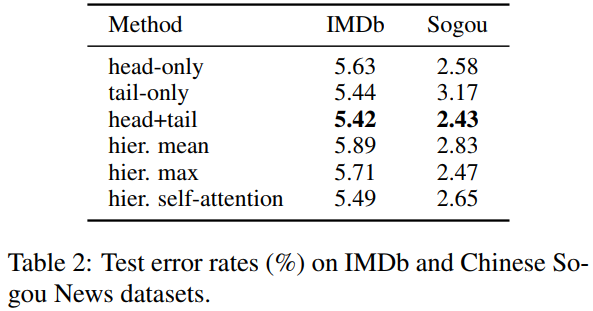 Method IMDb Sogou
head-only 5.63 2.58
tail-only 5.44 3.17
head+tail 5.42 2.43
hier. mean 5.89 2.83
hier. max 5.71 2.47
hier. self-attention 5.49 2.65
Table 2: Test error rates (%) on IMDb and Chinese So-
gou News datasets.